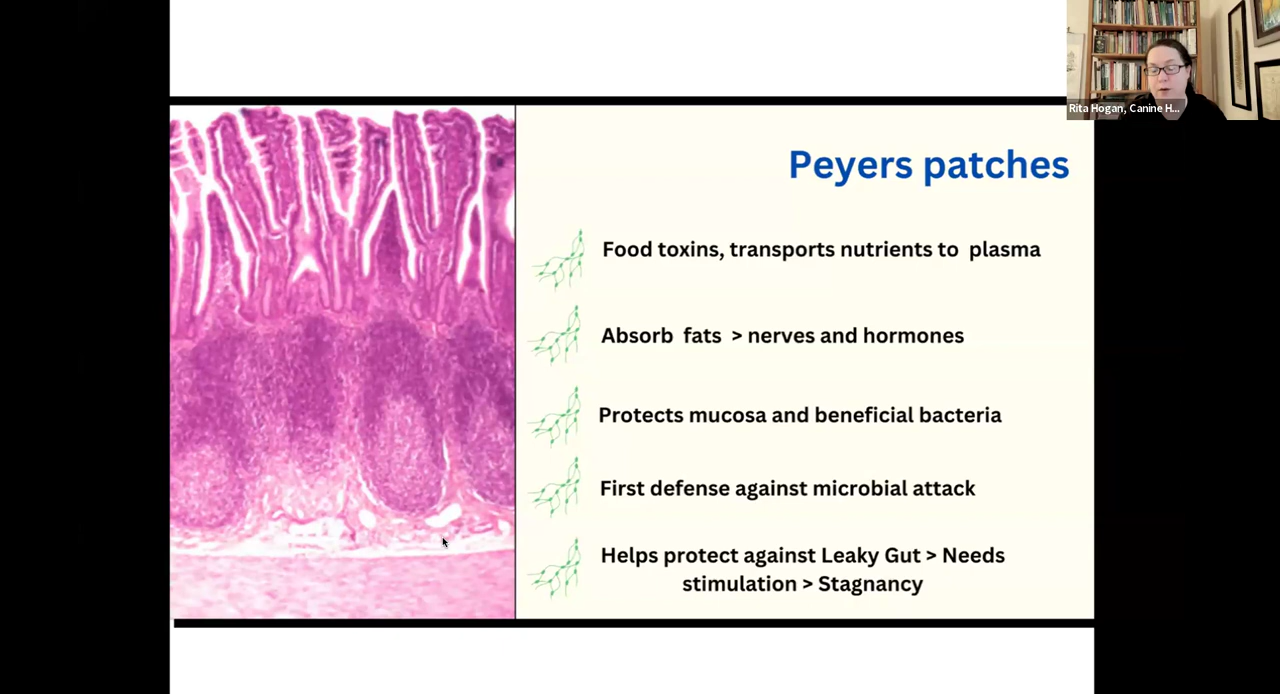 Rita Hogan, Canine H...
Peyers patches
Food toxins, transports nutrients to plasma
Absorb fats > nerves and hormones
Protects mucosa and beneficial bacteria
First defense against microbial attack
Helps protect against Leaky Gut > Needs
stimulation > Stagnancy